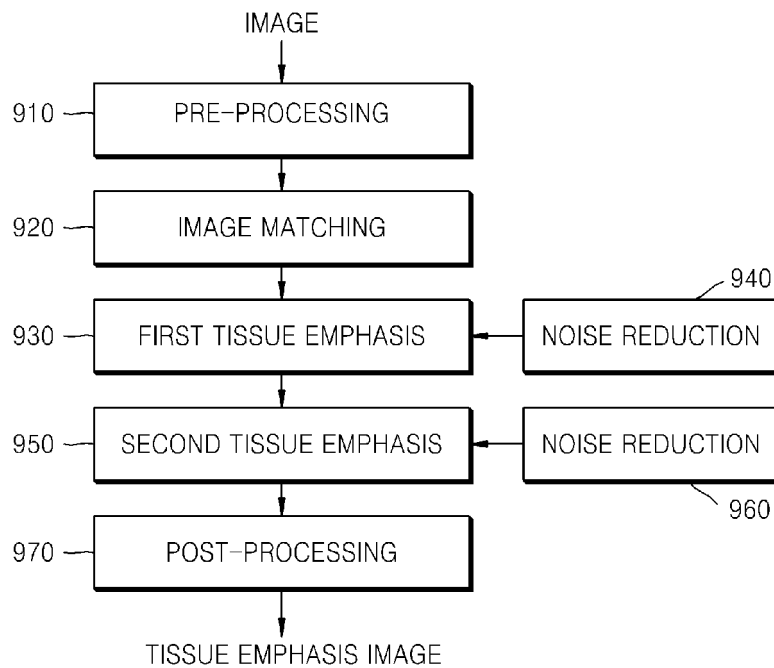 IMAGE
910 PRE-PROCESSING
920 IMAGE MATCHING
940
930 FIRST TISSUE EMPHASIS NOISE REDUCTION
950 SECOND TISSUE EMPHASIS NOISE REDUCTION
960
970 POST-PROCESSING
TISSUE EMPHASIS IMAGE